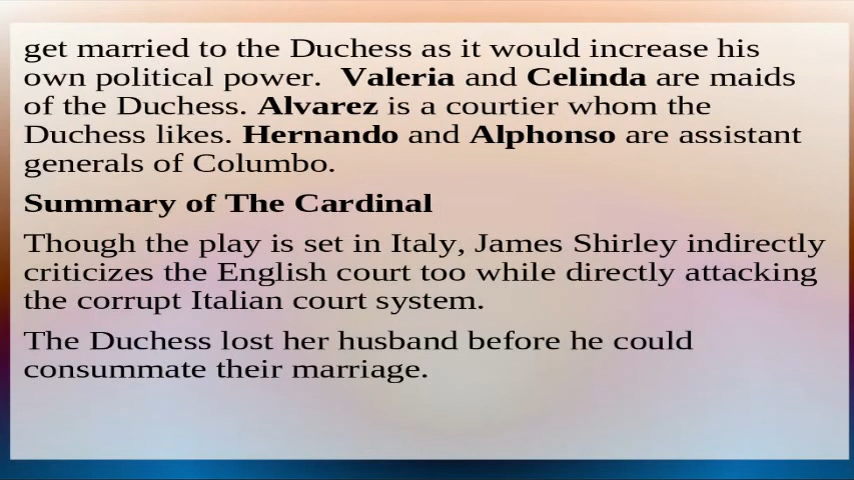 get married to the Duchess as it would increase his
own political power.  Valeria and Celinda are maids
of the Duchess. Alvarez is a courtier whom the
Duchess likes. Hernando and Alphonso are assistant
generals of Columbo.
Summary of The Cardinal
Though the play is set in Italy, James Shirley indirectly
criticizes the English court too while directly attacking
the corrupt Italian court system.
The Duchess lost her husband before he could
consummate their marriage.